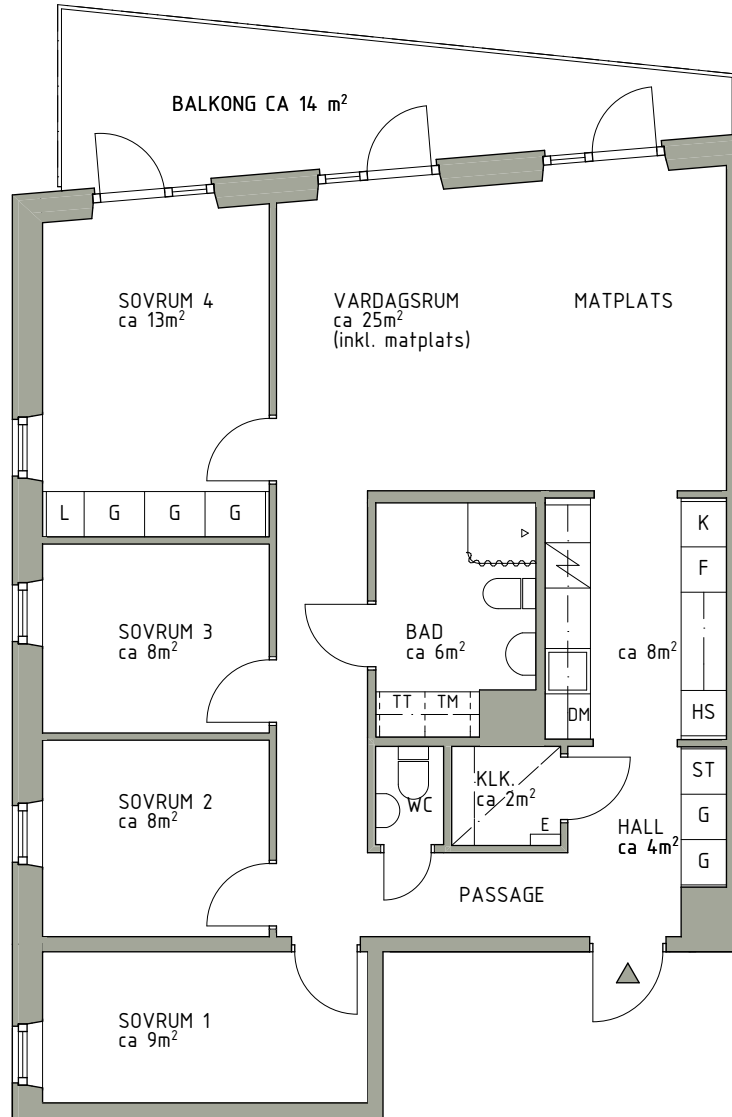 BALKONG CA 14 m²
SOVRUM 4
ca 13m²
VARDAGSRUM
ca 25m²
(inkl. matplats)
MATPLATS
L
G
G
G
K
F
SOVRUM 3
ca 8m²
BAD
ca 6m²
ca 8m²
TT
TM
DM
HS
SOVRUM 2
ca 8m²
WC
KLK.
ca 2m²
E
ST
G
G
HALL
ca 4m²
PASSAGE
SOVRUM 1
ca 9m²